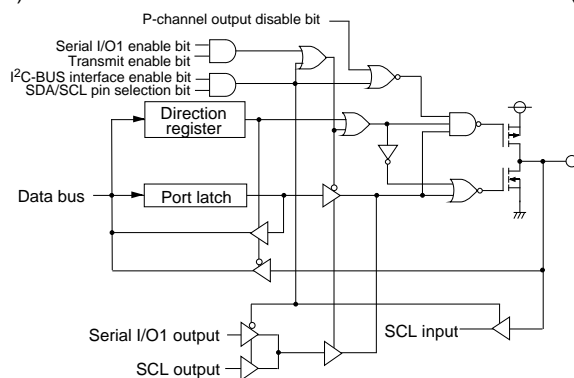 P-channel output disable bit
Serial I/O1 enable bit
Transmit enable bit
I²C-BUS interface enable bit
SDA/SCL pin selection bit
Direction
register
Data bus
Port latch
Serial I/O1 output
SCL input
SCL output